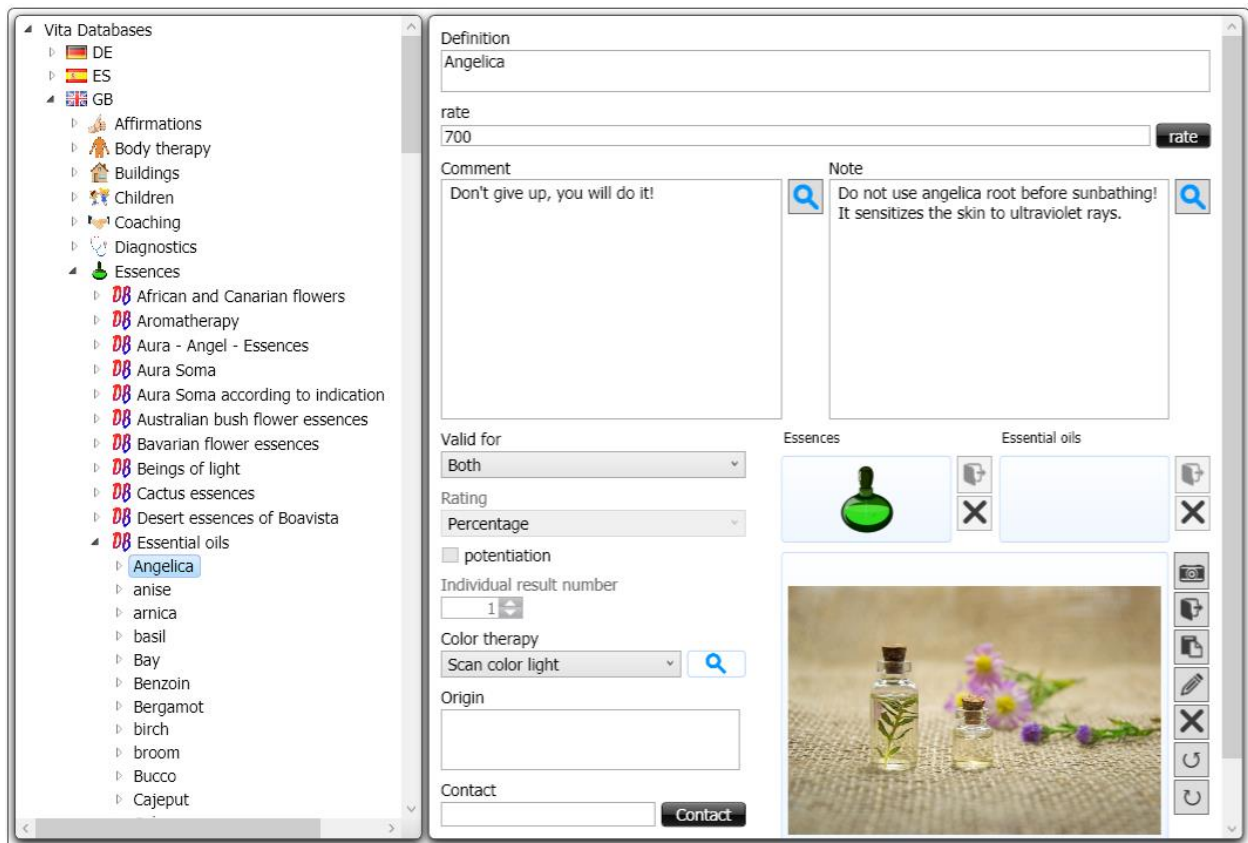 Vita Databases
DE
ES
GB
Affirmations
Body therapy
Buildings
Children
Coaching
Diagnostics
Essences
DB African and Canarian flowers
DB Aromatherapy
DB Aura - Angel - Essences
DB Aura Soma
DB Aura Soma according to indication
DB Australian bush flower essences
DB Bavarian flower essences
DB Beings of light
DB Cactus essences
DB Desert essences of Boavista
DB Essential oils
Angelica
anise
arnica
basil
Bay
Benzoin
Bergamot
birch
broom
Bucco
Cajeput
Definition
Angelica
rate
700 rate
Comment
Don't give up, you will do it!
Note
Do not use angelica root before sunbathing!
It sensitizes the skin to ultraviolet rays.
Valid for
Both
Rating
Percentage
potentiation
Individual result number
1
Color therapy
Scan color light
Origin
Contact
Contact
Essences
Essential oils